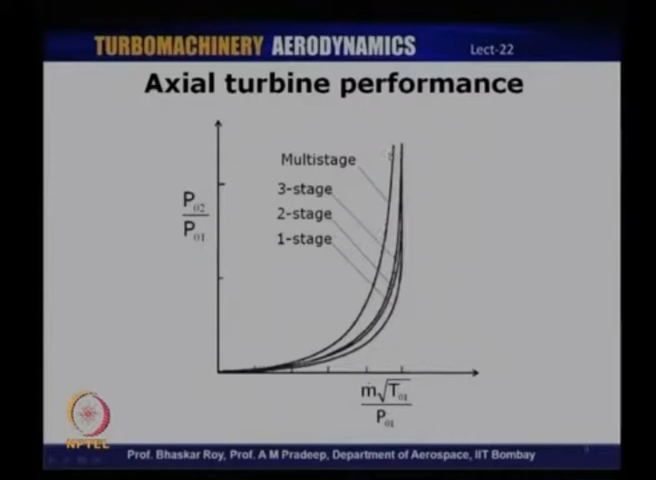 TURBOMACHINERY AERODYNAMICS Lect-22
Axial turbine performance
Multistage
3-stage
2-stage
1-stage
P02
P01
ṁ√T01
P01
NPTEL
Prof. Bhaskar Roy, Prof. A M Pradeep, Department of Aerospace, IIT Bombay